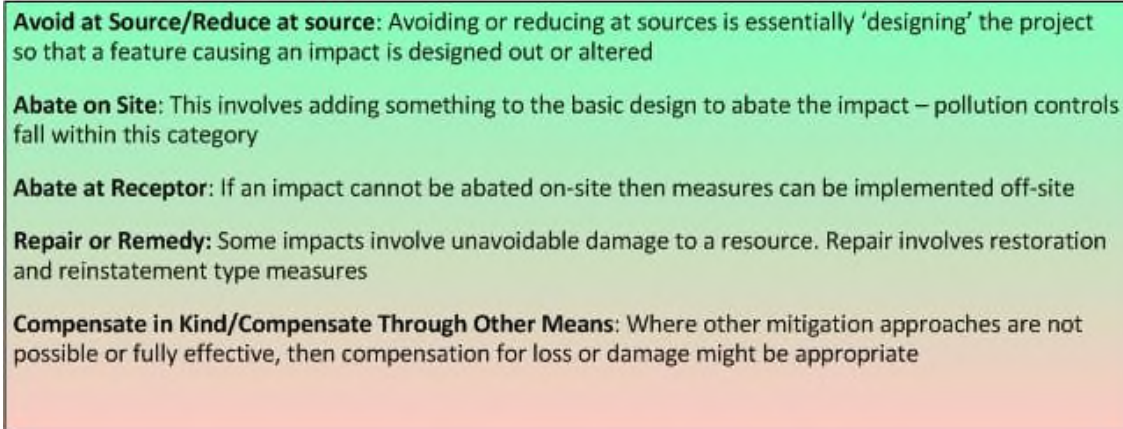 Avoid at Source/Reduce at source: Avoiding or reducing at sources is essentially ‘designing’ the project
so that a feature causing an impact is designed out or altered
Abate on Site: This involves adding something to the basic design to abate the impact – pollution controls
fall within this category
Abate at Receptor: If an impact cannot be abated on-site then measures can be implemented off-site
Repair or Remedy: Some impacts involve unavoidable damage to a resource. Repair involves restoration
and reinstatement type measures
Compensate in Kind/Compensate Through Other Means: Where other mitigation approaches are not
possible or fully effective, then compensation for loss or damage might be appropriate